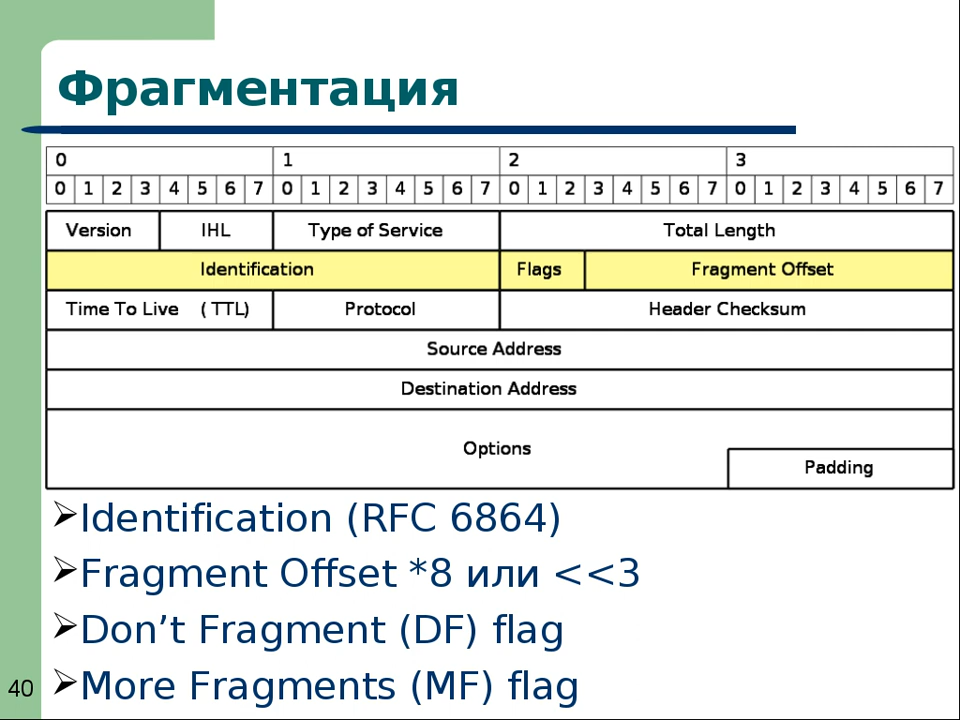 Фрагментация
0 1 2 3
0 1 2 3 4 5 6 7 0 1 2 3 4 5 6 7 0 1 2 3 4 5 6 7 0 1 2 3 4 5 6 7
Version IHL Type of Service Total Length
Identification Flags Fragment Offset
Time To Live ( TTL) Protocol Header Checksum
Source Address
Destination Address
Options
Padding
➢Identification (RFC 6864)
➢Fragment Offset *8 или <<3
➢Don’t Fragment (DF) flag
➢More Fragments (MF) flag
40